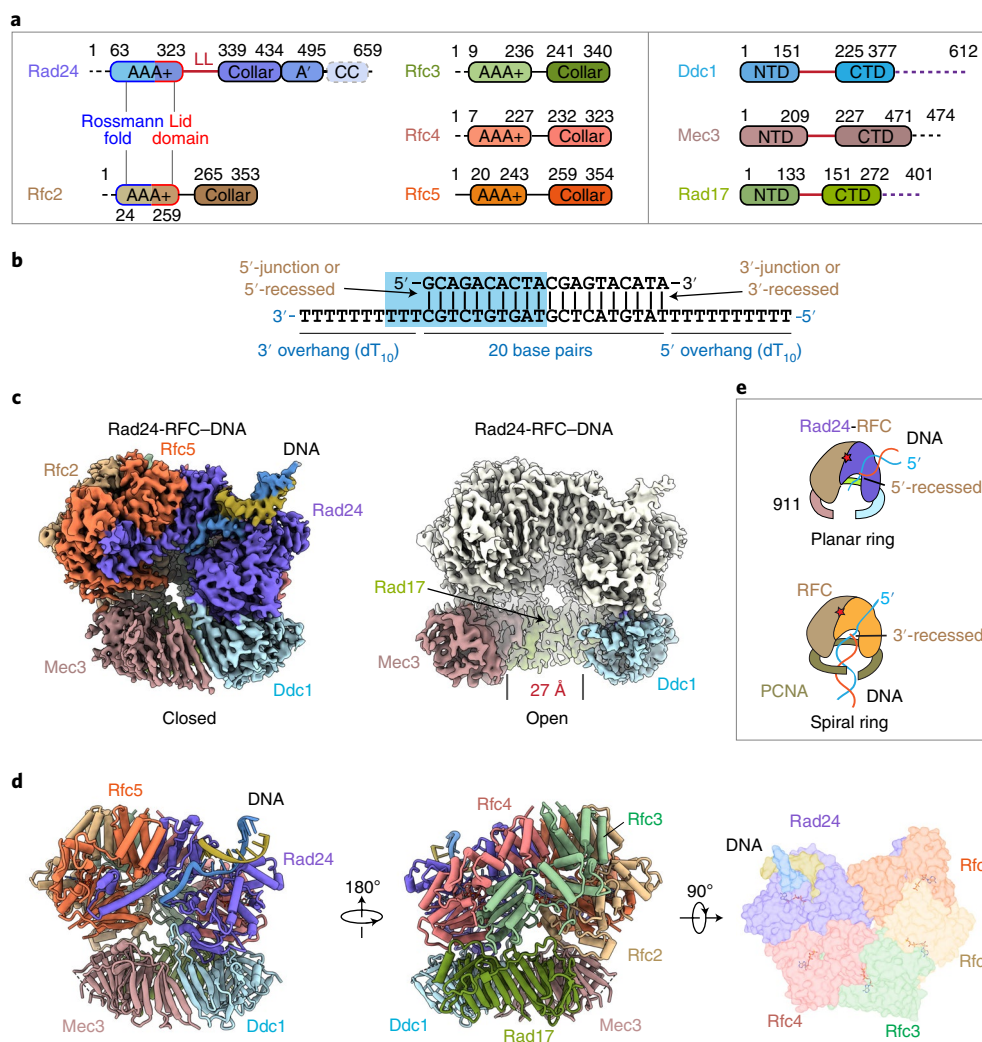 a
1 63 323 LL 339 434 495 659
Rad24 AAA+ Collar A′ CC
Rossmann fold
Lid domain
1 265 353
Rfc2 AAA+ Collar
24 259
1 9 236 241 340
Rfc3 AAA+ Collar
1 7 227 232 323
Rfc4 AAA+ Collar
1 20 243 259 354
Rfc5 AAA+ Collar
1 151 225 377 612
Ddc1 NTD CTD
1 209 227 471 474
Mec3 NTD CTD
1 133 151 272 401
Rad17 NTD CTD
b
5′-junction or
5′-recessed
3′-junction or
3′-recessed
5′-GCAGACACTACGAGTACATA-3′
3′-TTTTTTTTTTCGTCTGTGATGCTCATGTATTTTTTTTTTT-5′
3′ overhang (dT10)
20 base pairs
5′ overhang (dT10)
c
Rad24-RFC–DNA
Rfc2
Rfc5
DNA
Rad24
Mec3
Ddc1
Closed
Rad24-RFC–DNA
Rad17
Mec3
27 Å
Ddc1
Open
e
Rad24-RFC
DNA
5′
5′-recessed
911
Planar ring
RFC
5′
3′-recessed
PCNA
DNA
Spiral ring
d
Rfc5
DNA
Rad24
Mec3
Ddc1
180°
Rfc4
Rfc3
Rfc2
Ddc1
Rad17
Mec3
90°
Rad24
DNA
Rfc4
Rfc3